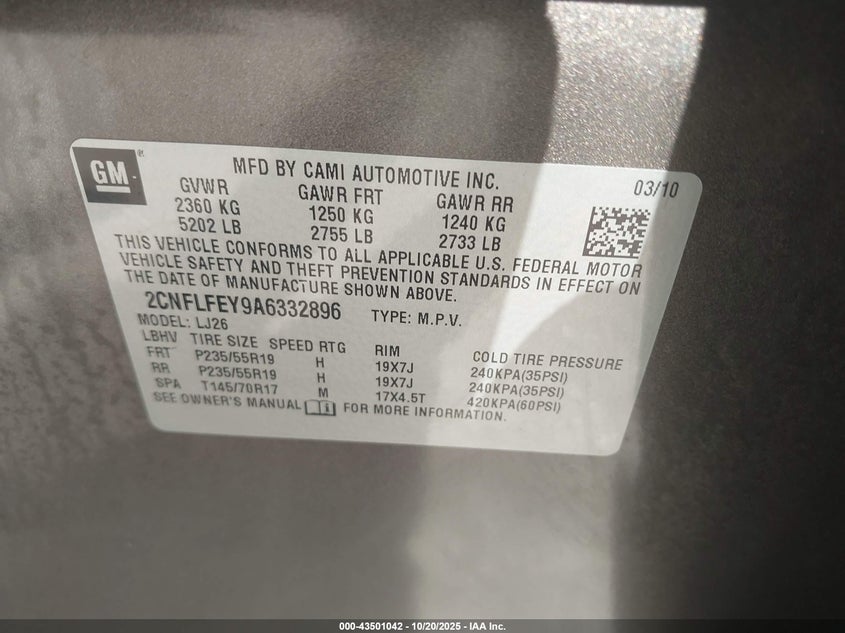 GM
MFD BY CAMI AUTOMOTIVE INC. 03/10
GVWR GAWR FRT GAWR RR
2360 KG 1250 KG 1240 KG
5202 LB 2755 LB 2733 LB
THIS VEHICLE CONFORMS TO ALL APPLICABLE U.S. FEDERAL MOTOR
VEHICLE SAFETY AND THEFT PREVENTION STANDARDS IN EFFECT ON
THE DATE OF MANUFACTURE SHOWN ABOVE.
2CNFLFEY9A6332896 TYPE: M.P.V.
MODEL: LJ26
LBHV TIRE SIZE SPEED RTG RIM COLD TIRE PRESSURE
FRT P235/55R19 H 19X7J 240KPA(35PSI)
RR P235/55R19 H 19X7J 240KPA(35PSI)
SPA T145/70R17 M 17X4.5T 420KPA(60PSI)
SEE OWNER'S MANUAL FOR MORE INFORMATION.
000-43501042 - 10/20/2025 - IAA Inc.